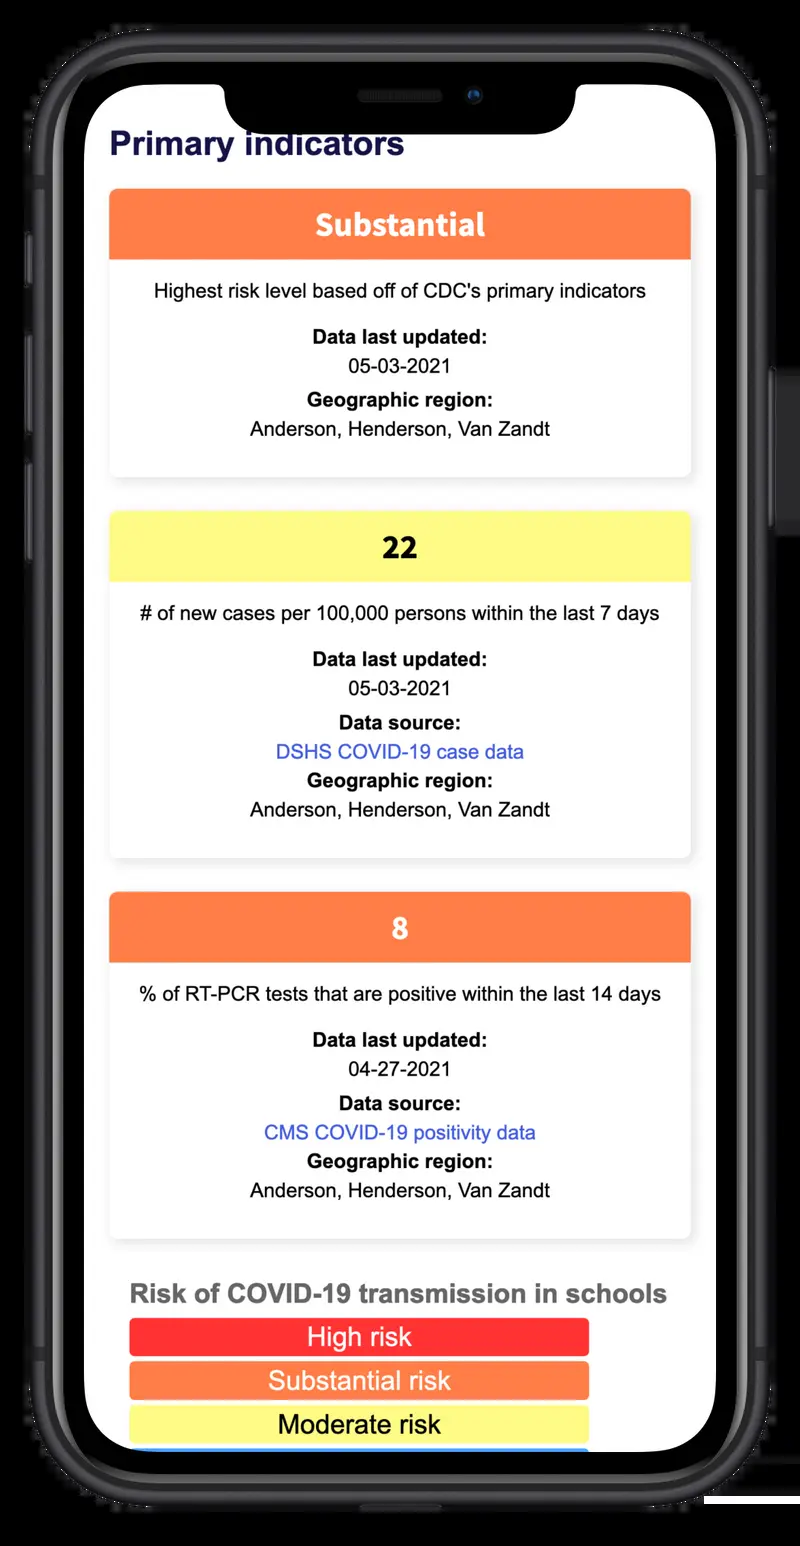 Primary indicators
Substantial
Highest risk level based off of CDC's primary indicators
Data last updated:
05-03-2021
Geographic region:
Anderson, Henderson, Van Zandt
22
# of new cases per 100,000 persons within the last 7 days
Data last updated:
05-03-2021
Data source:
DSHS COVID-19 case data
Geographic region:
Anderson, Henderson, Van Zandt
8
% of RT-PCR tests that are positive within the last 14 days
Data last updated:
04-27-2021
Data source:
CMS COVID-19 positivity data
Geographic region:
Anderson, Henderson, Van Zandt
Risk of COVID-19 transmission in schools
High risk
Substantial risk
Moderate risk